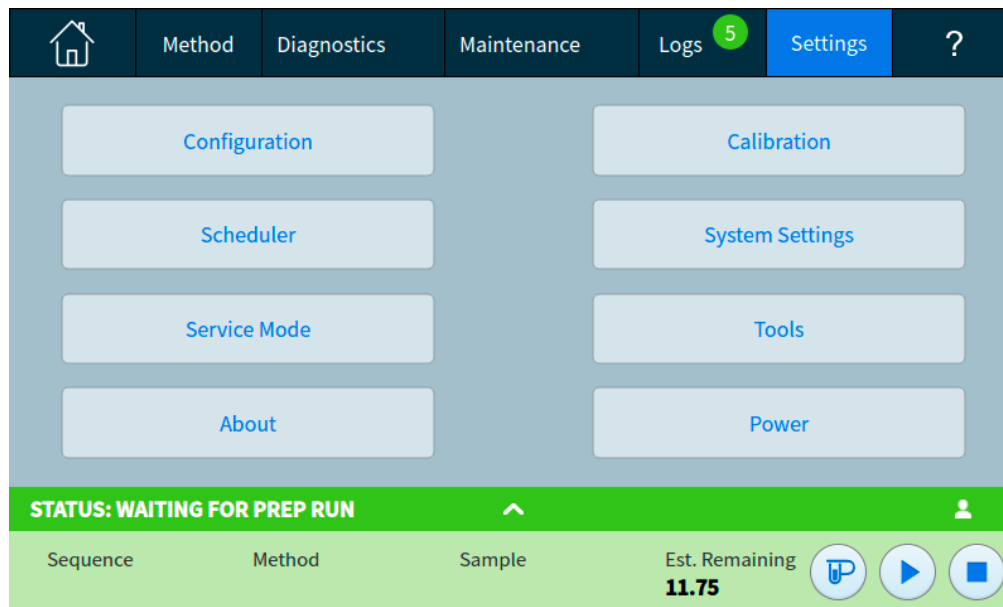 Method Diagnostics Maintenance Logs 5 Settings ?
Configuration Calibration
Scheduler System Settings
Service Mode Tools
About Power
STATUS: WAITING FOR PREP RUN
Sequence Method Sample Est. Remaining
11.75